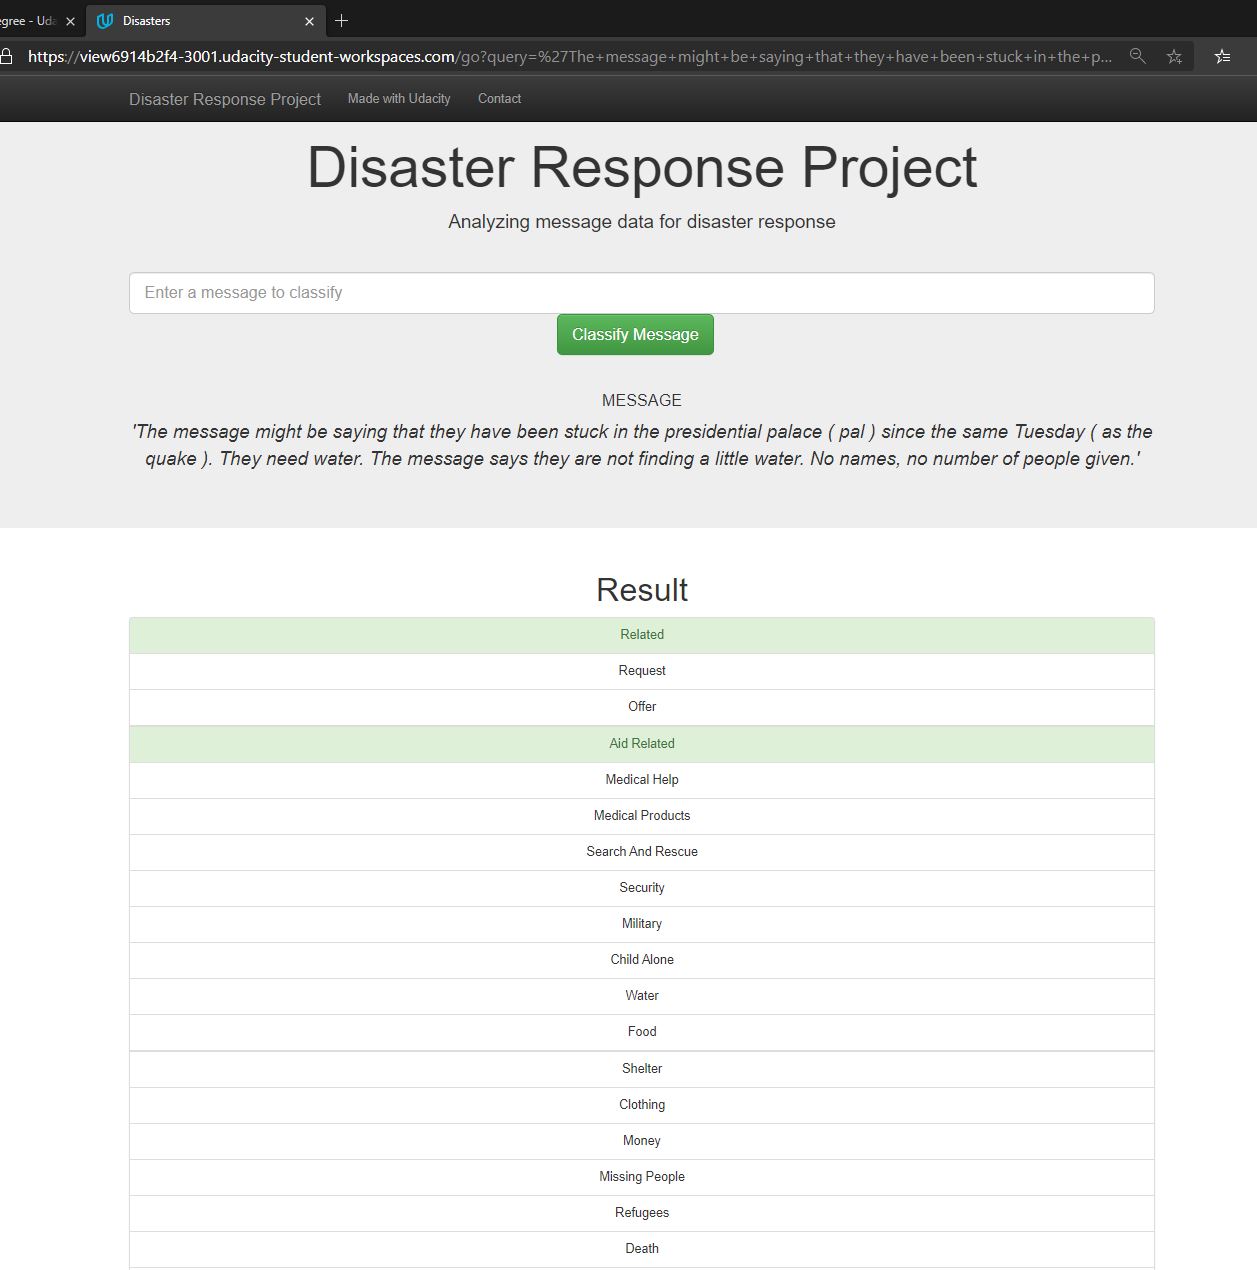 egree - Uda
Disasters
https://view6914b2f4-3001.udacity-student-workspaces.com/go?query=%27The+message+might+be+saying+that+they+have+been+stuck+in+the+p...
Disaster Response Project Made with Udacity Contact
Disaster Response Project
Analyzing message data for disaster response
Enter a message to classify
Classify Message
MESSAGE
'The message might be saying that they have been stuck in the presidential palace ( pal ) since the same Tuesday ( as the
quake ). They need water. The message says they are not finding a little water. No names, no number of people given.'
Result
Related
Request
Offer
Aid Related
Medical Help
Medical Products
Search And Rescue
Security
Military
Child Alone
Water
Food
Shelter
Clothing
Money
Missing People
Refugees
Death